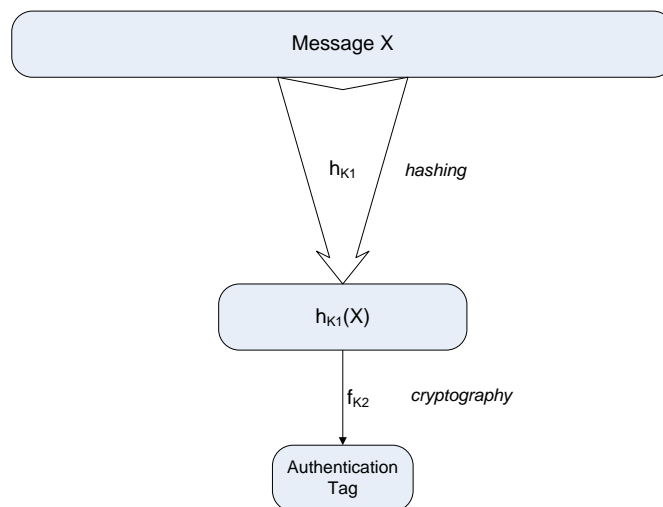 Message X
hK1
hashing
hK1(X)
fK2
cryptography
Authentication
Tag